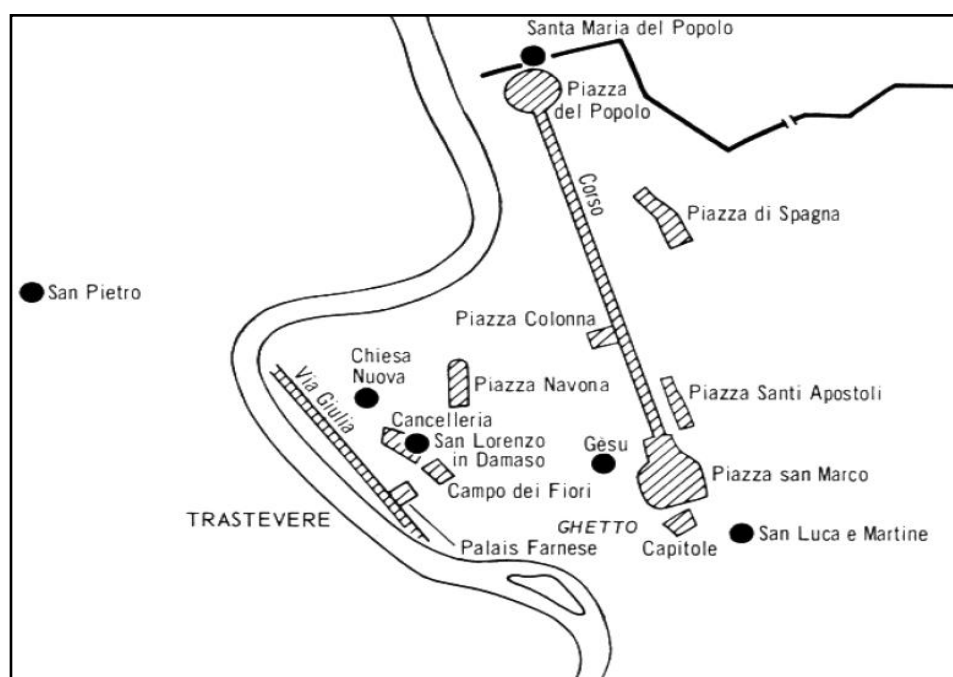 Santa Maria del Popolo
Piazza
del Popolo
Corso
Piazza di Spagna
San Pietro
Piazza Colonna
Chiesa
Nuova
Via Giulia
Piazza Navona
Piazza Santi Apostoli
Cancelleria
San Lorenzo
in Damaso
Gèsu
Campo dei Fiori
Piazza san Marco
TRASTEVERE
GHETTO
Palais Farnese
Capitole
San Luca e Martine